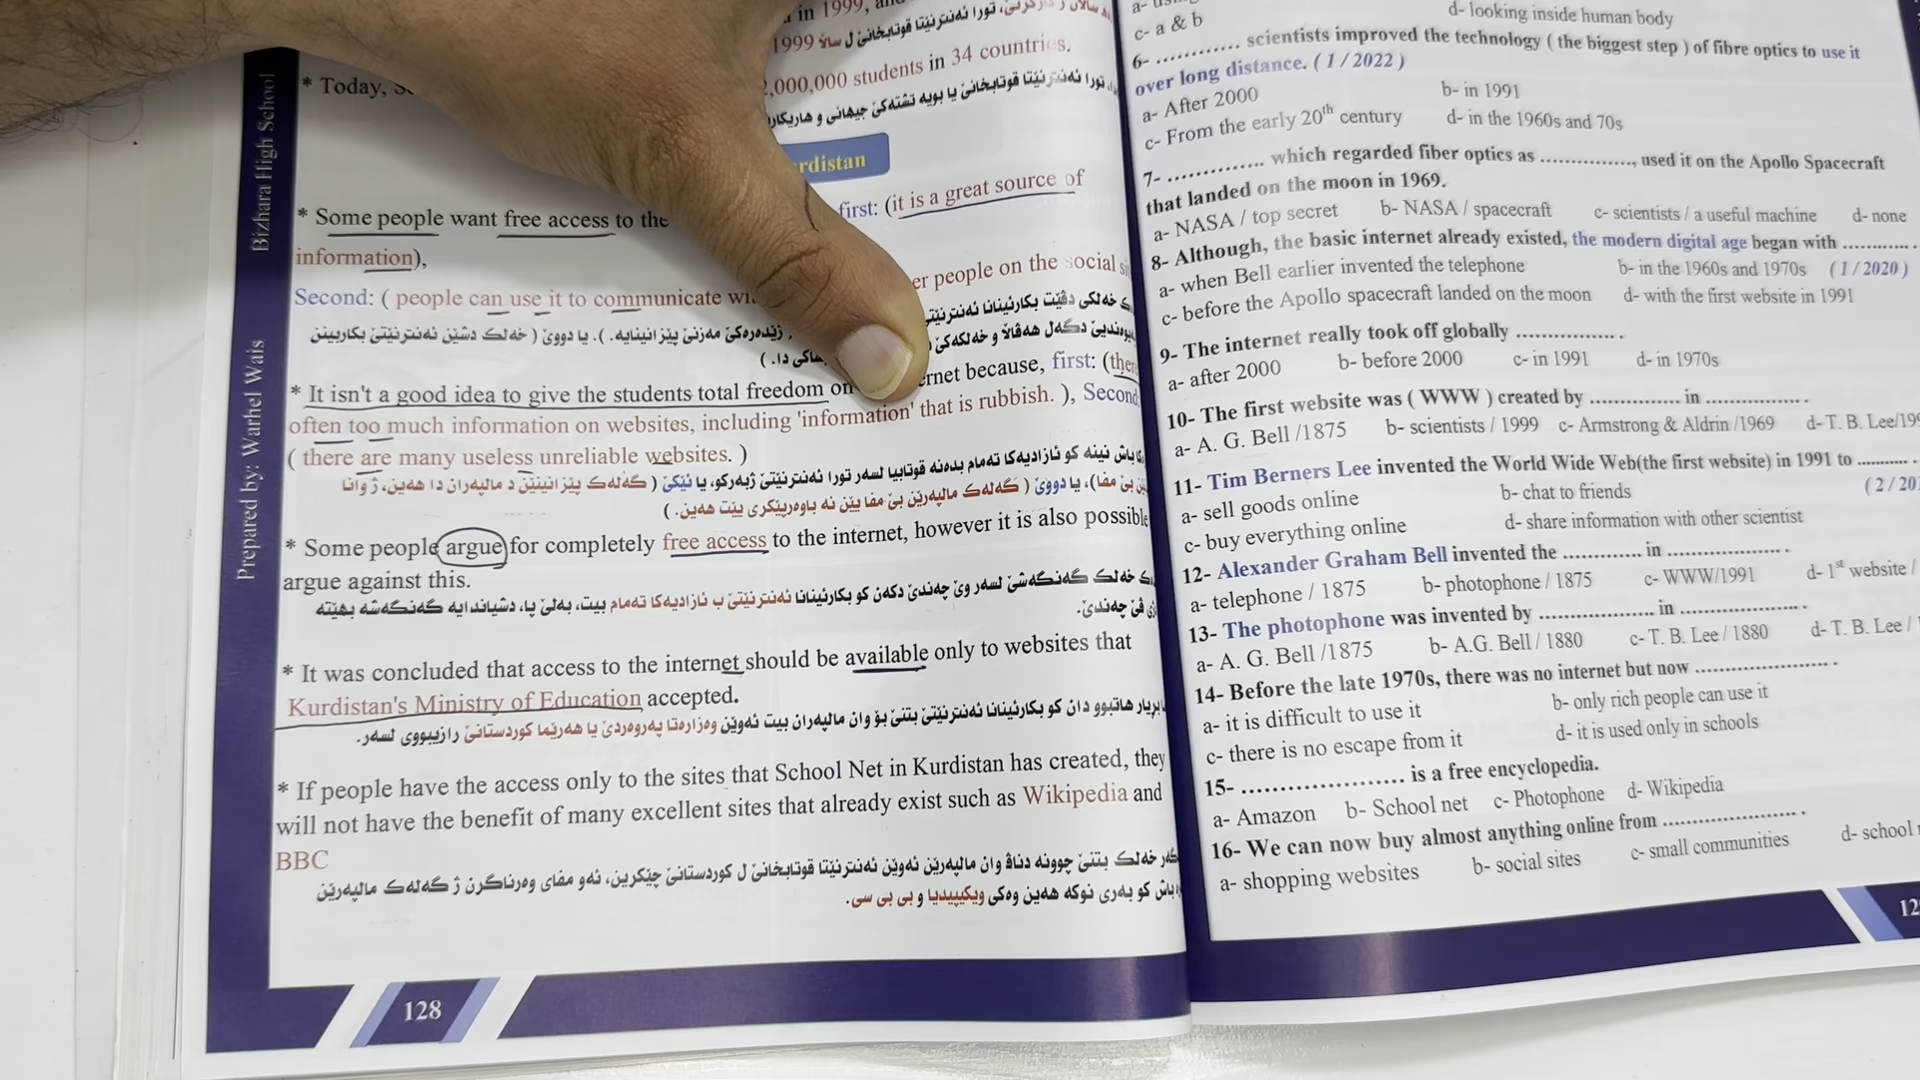 Bizhara High School
Prepared by: Warhel Wais
in 1999,
تورا ئەنترنێتا قوتابخانێ ل سالا 1999
2,000,000 students in 34 countries.
* Today,
تورا ئەنترنێتا قوتابخانێ یا بویە تشتەکێ جیهانی و
rdistan
* Some people want free access to the first: (it is a great source of
information),
Second: ( people can use it to communicate er people on the social
خەلکی دڤێت بکارئینانا
ژێدەرەکێ مەزنێ پێزانینایە. ). یا دووێ ( خەلک دشێن ئەنترنێتێ بکاربینن
دگەل هەڤالا و خەلکەکێ
* It isn't a good idea to give the students total freedom on rnet because, first: (ther
often too much information on websites, including 'information' that is rubbish. ), Second
( there are many useless unreliable websites. )
باش نینە کو ئازادیەکا تەمام بدەنە قوتابیا لسەر تورا ئەنترنێتێ ژبەرکو، یا ئێکێ ( گەلەک پێزانینێن د مالپەران دا هەین، ژ وانا
بێ مفا)، یا دووێ ( گەلەک مالپەرێن بێ مفا یێن نە باوەرپێکری یێت هەین. )
* Some people argue for completely free access to the internet, however it is also possible
argue against this.
خەلک گەنگەشێ لسەر وێ چەندێ دکەن کو بکارئینانا ئەنترنێتێ ب ئازادیەکا تەمام بیت، بەلێ یا، دشیاندایە گەنگەشە بهێتە
ڤێ چەندێ.
* It was concluded that access to the internet should be available only to websites that
Kurdistan's Ministry of Education accepted.
بریار هاتبوو دان کو بکارئینانا ئەنترنێتێ بتنێ بۆ وان مالپەران بیت ئەوێن وەزارەتا پەروەردێ یا هەرێما کوردستانێ رازیبووی لسەر.
* If people have the access only to the sites that School Net in Kurdistan has created, they
will not have the benefit of many excellent sites that already exist such as Wikipedia and
BBC
خەلک بتنێ چوونە دناڤ وان مالپەرێن ئەوێن ئەنترنێتا قوتابخانێ ل کوردستانێ چێکرین، ئەو مفای وەرناگرن ژ گەلەک مالپەرێن
باش کو بەری نوکە هەین وەکی ویکیپیدیا و بی بی سی.
128
c- a & b d- looking inside human body
6- ............ scientists improved the technology ( the biggest step ) of fibre optics to use it
over long distance. ( 1 / 2022 )
a- After 2000 b- in 1991
c- From the early 20th century d- in the 1960s and 70s
7- ............. which regarded fiber optics as .............., used it on the Apollo Spacecraft
that landed on the moon in 1969.
a- NASA / top secret b- NASA / spacecraft c- scientists / a useful machine d- none
8- Although, the basic internet already existed, the modern digital age began with .............
a- when Bell earlier invented the telephone b- in the 1960s and 1970s ( 1 / 2020 )
c- before the Apollo spacecraft landed on the moon d- with the first website in 1991
9- The internet really took off globally ................
a- after 2000 b- before 2000 c- in 1991 d- in 1970s
10- The first website was ( WWW ) created by .............. in ................
a- A. G. Bell /1875 b- scientists / 1999 c- Armstrong & Aldrin /1969 d- T. B. Lee/19
11- Tim Berners Lee invented the World Wide Web(the first website) in 1991 to ..........
a- sell goods online b- chat to friends ( 2 / 20
c- buy everything online d- share information with other scientist
12- Alexander Graham Bell invented the ............. in ....................
a- telephone / 1875 b- photophone / 1875 c- WWW/1991 d- 1st website /
13- The photophone was invented by ................... in ....................
a- A. G. Bell /1875 b- A.G. Bell / 1880 c- T. B. Lee / 1880 d- T. B. Lee /
14- Before the late 1970s, there was no internet but now .......................
a- it is difficult to use it b- only rich people can use it
c- there is no escape from it d- it is used only in schools
15- ........................ is a free encyclopedia.
a- Amazon b- School net c- Photophone d- Wikipedia
16- We can now buy almost anything online from .......................
a- shopping websites b- social sites c- small communities d- school
12